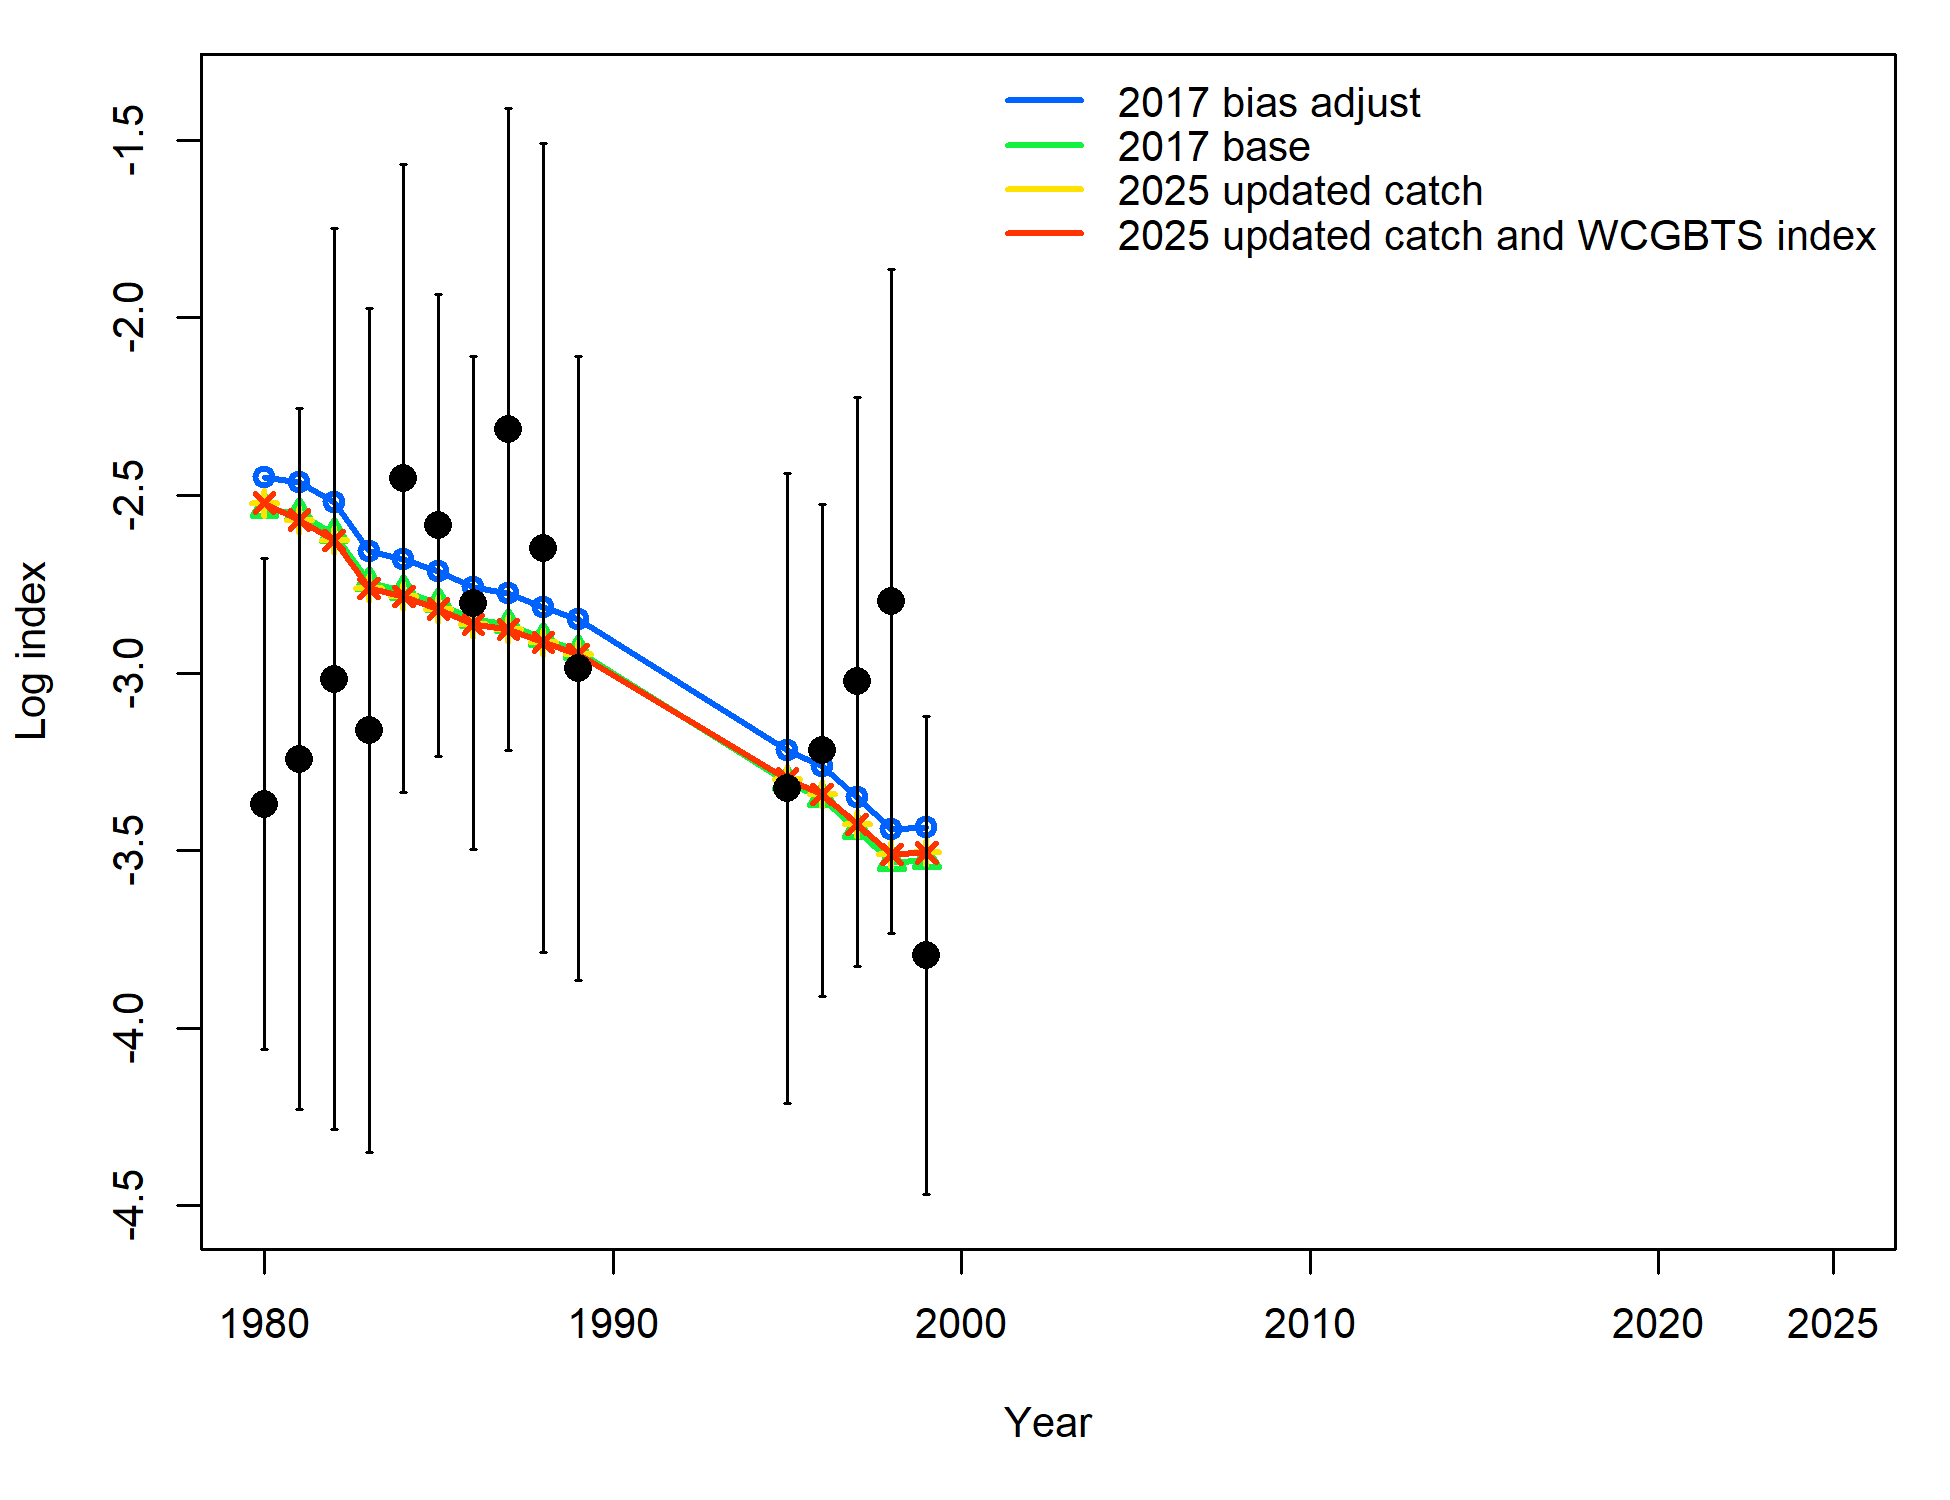 2017 bias adjust
2017 base
2025 updated catch
2025 updated catch and WCGBTS index
Log index
-1.5
-2.0
-2.5
-3.0
-3.5
-4.0
-4.5
1980 1990 2000 2010 2020 2025
Year